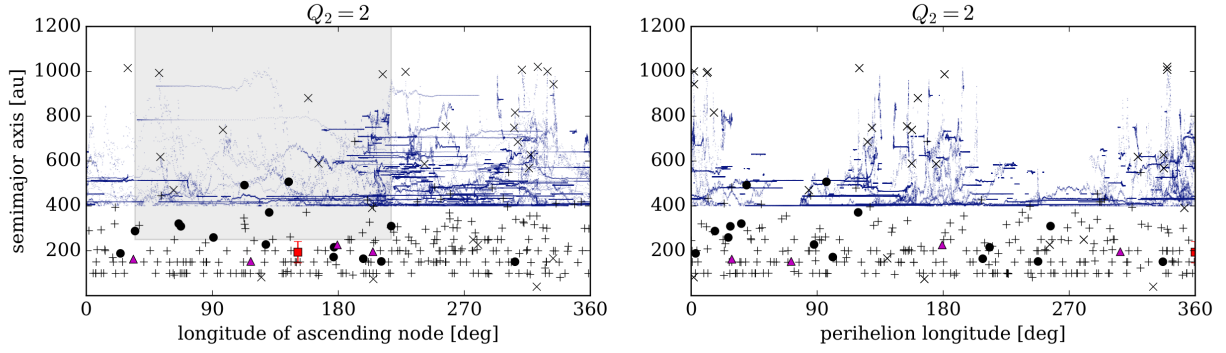 Q₂ = 2
1200
1000
800
600
400
200
semimajor axis [au]
0 90 180 270 360
longitude of ascending node [deg]
Q₂ = 2
1200
1000
800
600
400
200
0 90 180 270 360
perihelion longitude [deg]